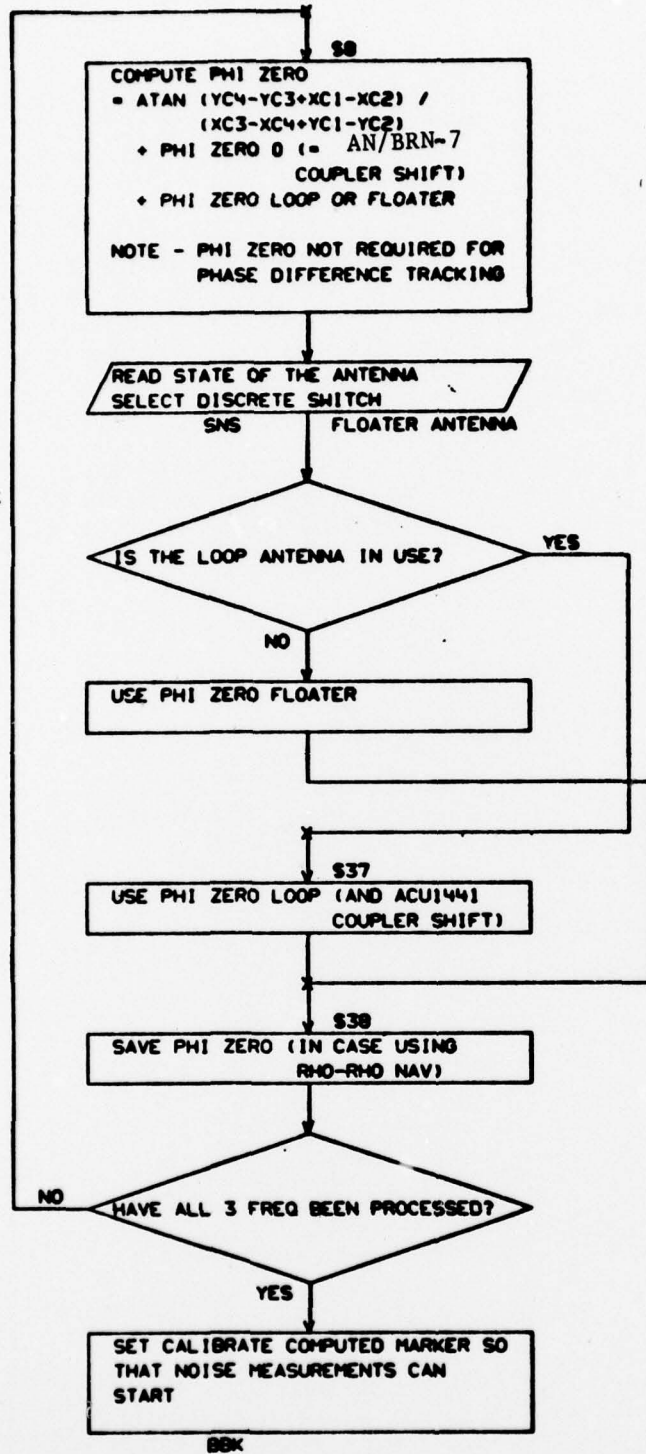 $8
COMPUTE PHI ZERO
= ATAN (YC4-YC3+XC1-XC2) /
(XC3-XC4+YC1-YC2)
+ PHI ZERO 0 (= AN/BRN-7
COUPLER SHIFT)
+ PHI ZERO LOOP OR FLOATER
NOTE - PHI ZERO NOT REQUIRED FOR
PHASE DIFFERENCE TRACKING
READ STATE OF THE ANTENNA
SELECT DISCRETE SWITCH
SNS FLOATER ANTENNA
IS THE LOOP ANTENNA IN USE?
YES
NO
USE PHI ZERO FLOATER
$37
USE PHI ZERO LOOP (AND ACU1441
COUPLER SHIFT)
$38
SAVE PHI ZERO (IN CASE USING
RHO-RHO NAV)
NO
HAVE ALL 3 FREQ BEEN PROCESSED?
YES
SET CALIBRATE COMPUTED MARKER SO
THAT NOISE MEASUREMENTS CAN
START
BBK